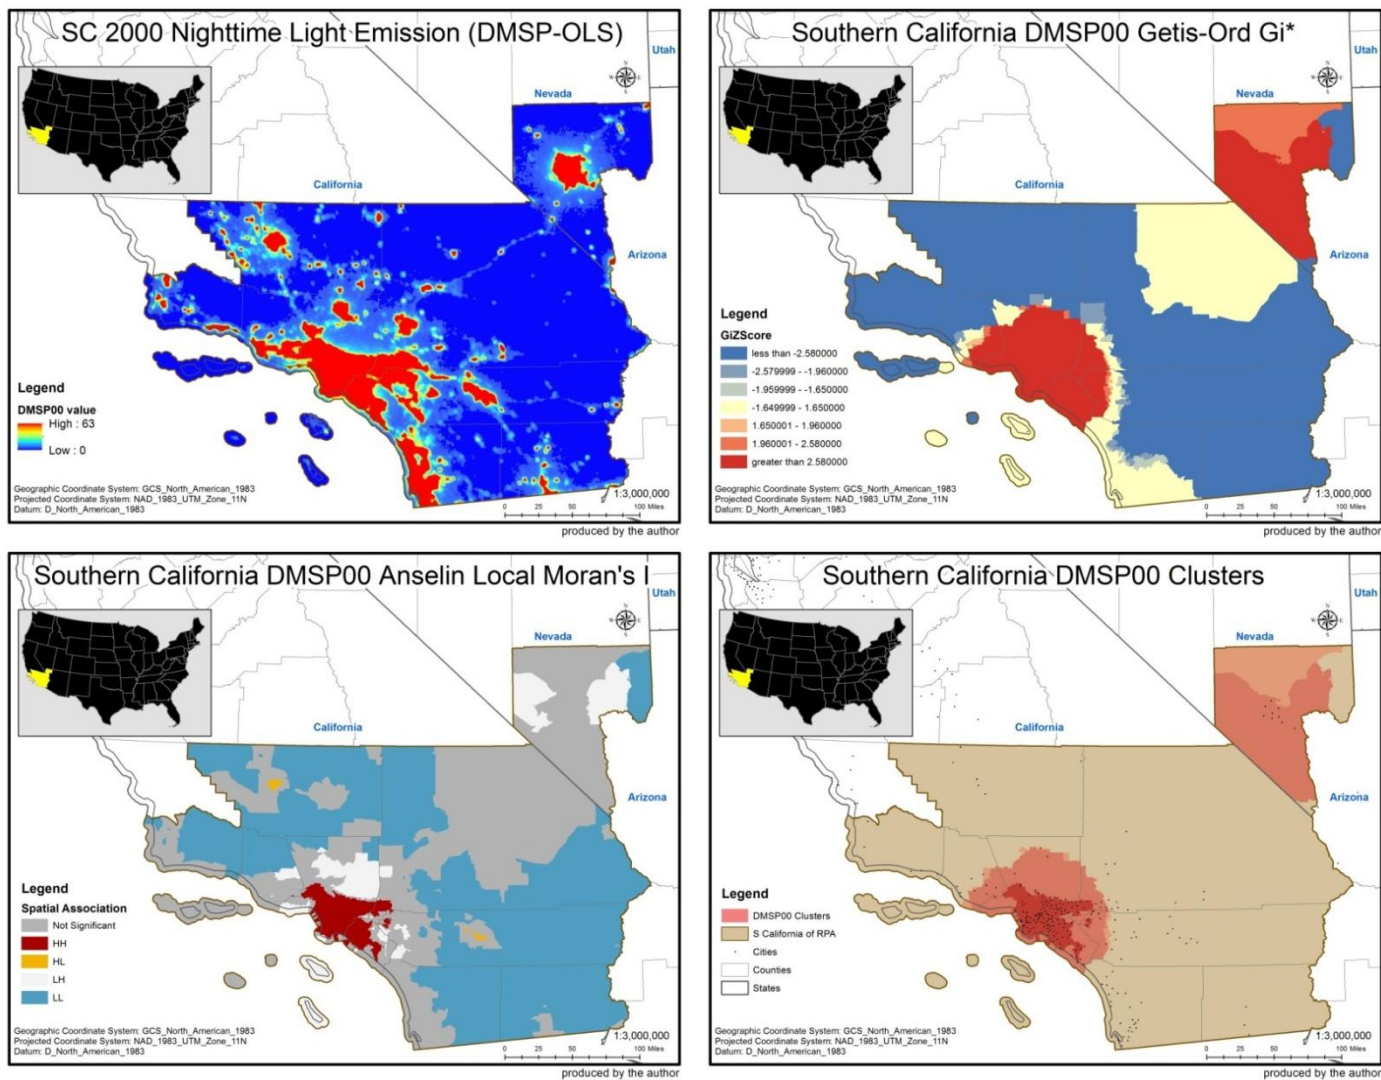 SC 2000 Nighttime Light Emission (DMSP-OLS)
Utah
N
W E
S
Nevada
California
Arizona
Legend
DMSP00 value
High : 63
Low : 0
Geographic Coordinate System: GCS_North_American_1983
Projected Coordinate System: NAD_1983_UTM_Zone_11N
Datum: D_North_American_1983
1:3,000,000
0 25 50 100 Miles
produced by the author
Southern California DMSP00 Getis-Ord Gi*
Utah
N
W E
S
Nevada
California
Arizona
Legend
GiZScore
less than -2.580000
-2.579999 - -1.960000
-1.959999 - -1.650000
-1.649999 - 1.650000
1.650001 - 1.960000
1.960001 - 2.580000
greater than 2.580000
Geographic Coordinate System: GCS_North_American_1983
Projected Coordinate System: NAD_1983_UTM_Zone_11N
Datum: D_North_American_1983
1:3,000,000
0 25 50 100 Miles
produced by the author
Southern California DMSP00 Anselin Local Moran's I
Utah
N
W E
S
Nevada
California
Arizona
Legend
Spatial Association
Not Significant
HH
HL
LH
LL
Geographic Coordinate System: GCS_North_American_1983
Projected Coordinate System: NAD_1983_UTM_Zone_11N
Datum: D_North_American_1983
1:3,000,000
0 25 50 100 Miles
produced by the author
Southern California DMSP00 Clusters
Utah
N
W E
S
Nevada
California
Arizona
Legend
DMSP00 Clusters
S California of RPA
Cities
Counties
States
Geographic Coordinate System: GCS_North_American_1983
Projected Coordinate System: NAD_1983_UTM_Zone_11N
Datum: D_North_American_1983
1:3,000,000
0 25 50 100 Miles
produced by the author